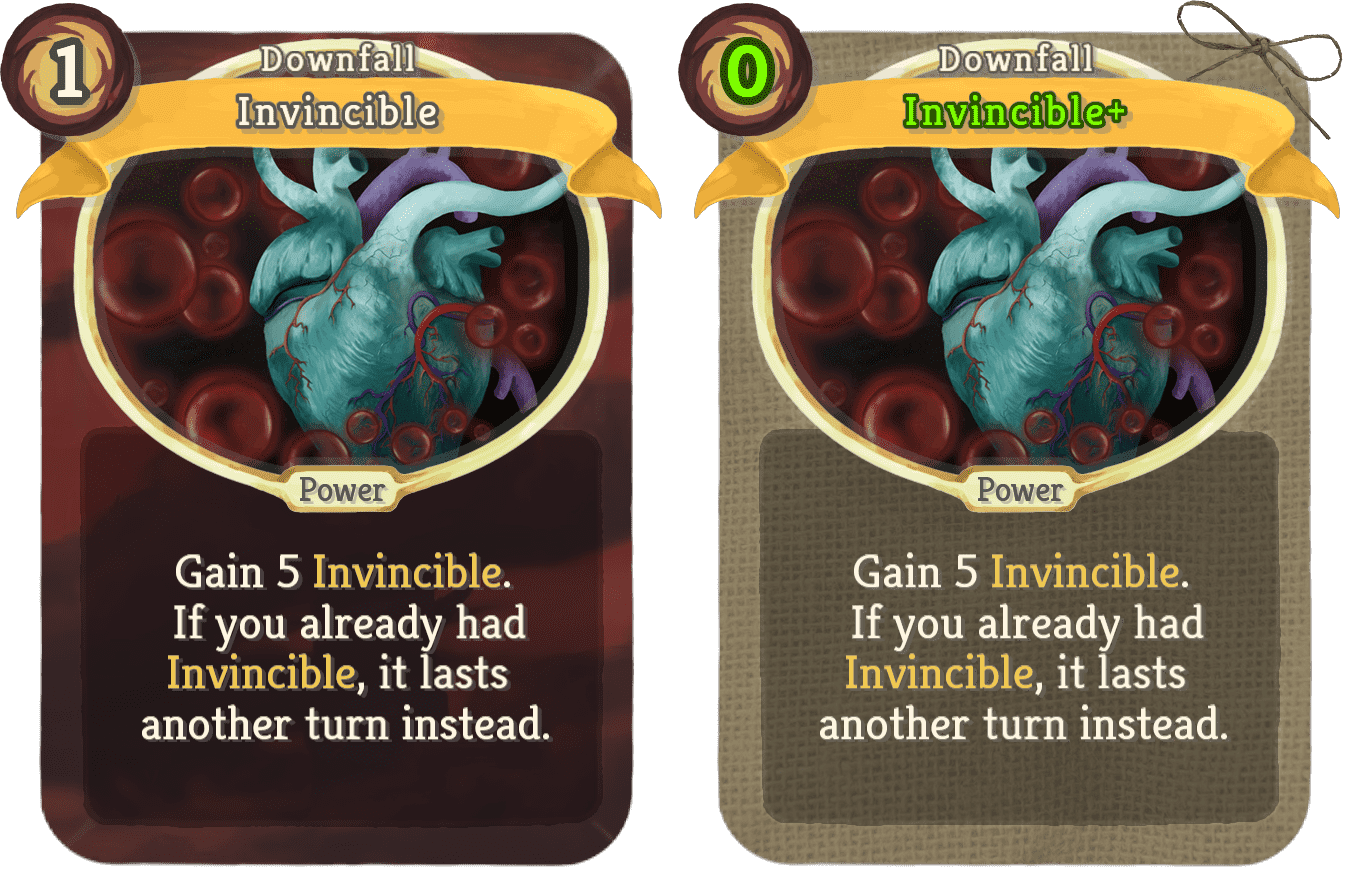 1
Downfall
Invincible
Power
Gain 5 Invincible.
If you already had
Invincible, it lasts
another turn instead.
0
Downfall
Invincible+
Power
Gain 5 Invincible.
If you already had
Invincible, it lasts
another turn instead.